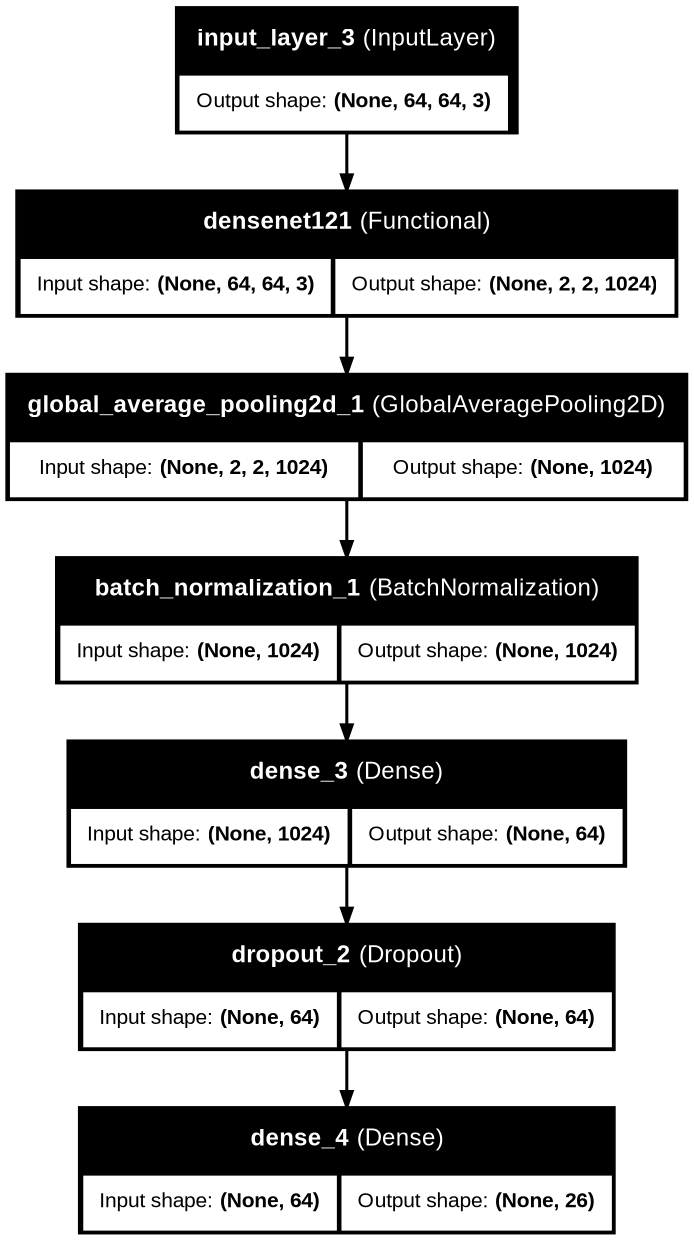 input_layer_3 (InputLayer)
Output shape: (None, 64, 64, 3)
densenet121 (Functional)
Input shape: (None, 64, 64, 3) Output shape: (None, 2, 2, 1024)
global_average_pooling2d_1 (GlobalAveragePooling2D)
Input shape: (None, 2, 2, 1024) Output shape: (None, 1024)
batch_normalization_1 (BatchNormalization)
Input shape: (None, 1024) Output shape: (None, 1024)
dense_3 (Dense)
Input shape: (None, 1024) Output shape: (None, 64)
dropout_2 (Dropout)
Input shape: (None, 64) Output shape: (None, 64)
dense_4 (Dense)
Input shape: (None, 64) Output shape: (None, 26)